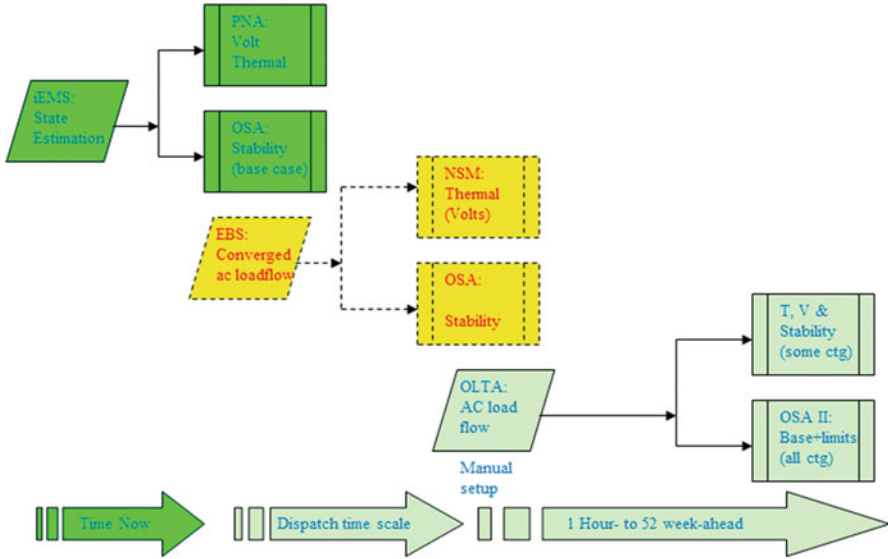 PNA:
Volt
Thermal
iEMS:
State
Estimation
OSA:
Stability
(base case)
NSM:
Thermal
(Volts)
EBS:
Converged
ac loadflow
OSA:
Stability
T, V &
Stability
(some ctg)
OLTA:
AC load
flow
OSA II:
Base+limits
(all ctg)
Manual
setup
Time Now
Dispatch time scale
1 Hour- to 52 week-ahead